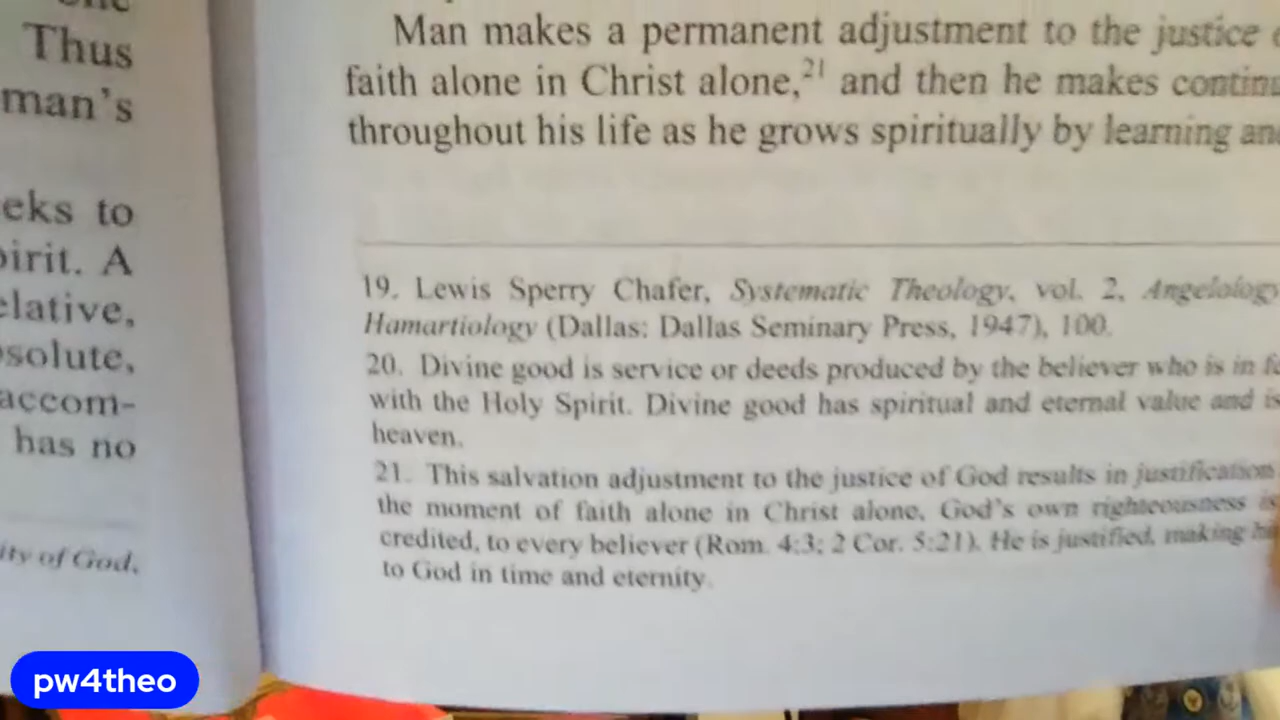 Thus
man's
eks to
pirit. A
elative,
solute,
accom-
has no
ity of God,
Man makes a permanent adjustment to the justice
faith alone in Christ alone,21 and then he makes contin
throughout his life as he grows spiritually by learning an
19. Lewis Sperry Chafer, Systematic Theology, vol. 2, Angelology
Hamartiology (Dallas: Dallas Seminary Press, 1947), 100.
20. Divine good is service or deeds produced by the believer who is in fe
with the Holy Spirit. Divine good has spiritual and eternal value and is
heaven.
21. This salvation adjustment to the justice of God results in justification
the moment of faith alone in Christ alone, God's own righteousness is
credited, to every believer (Rom. 4:3; 2 Cor. 5:21). He is justified, making
to God in time and eternity.
pw4theo